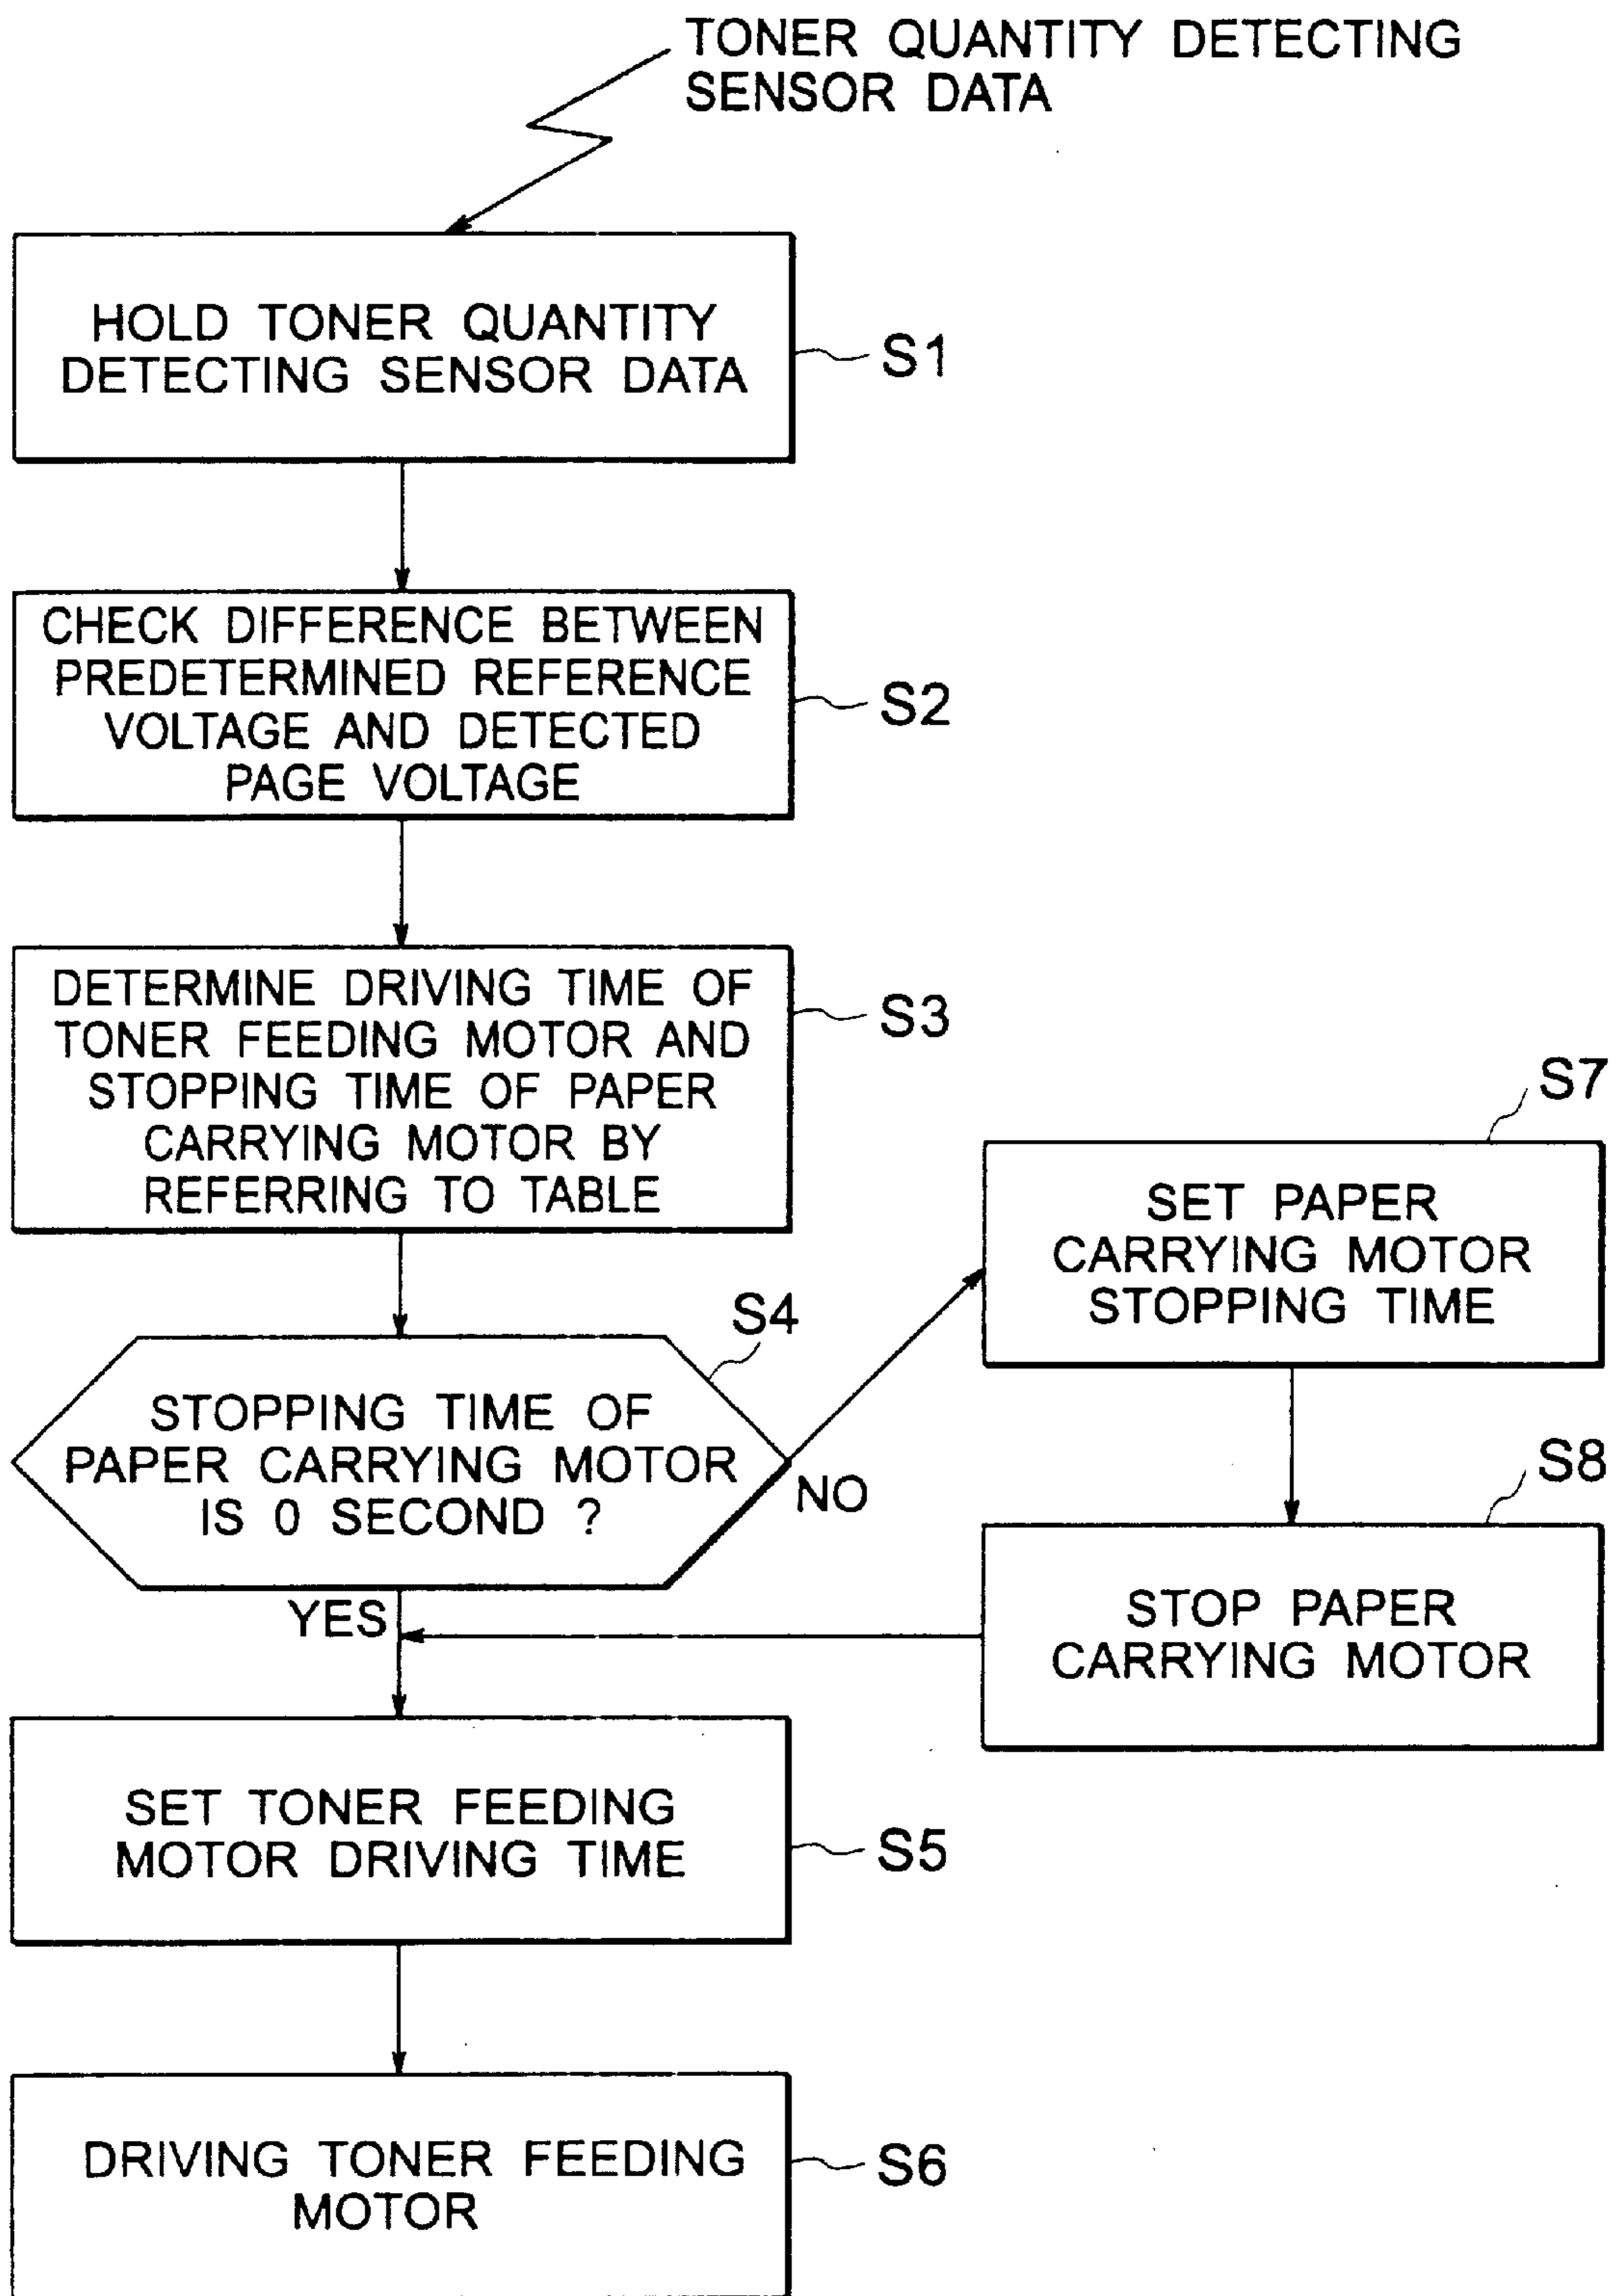 TONER QUANTITY DETECTING
SENSOR DATA
HOLD TONER QUANTITY
DETECTING SENSOR DATA
S1
CHECK DIFFERENCE BETWEEN
PREDETERMINED REFERENCE
VOLTAGE AND DETECTED
PAGE VOLTAGE
S2
DETERMINE DRIVING TIME OF
TONER FEEDING MOTOR AND
STOPPING TIME OF PAPER
CARRYING MOTOR BY
REFERRING TO TABLE
S3
STOPPING TIME OF
PAPER CARRYING MOTOR
IS 0 SECOND ?
S4
NO
YES
SET PAPER
CARRYING MOTOR
STOPPING TIME
S7
STOP PAPER
CARRYING MOTOR
S8
SET TONER FEEDING
MOTOR DRIVING TIME
S5
DRIVING TONER FEEDING
MOTOR
S6